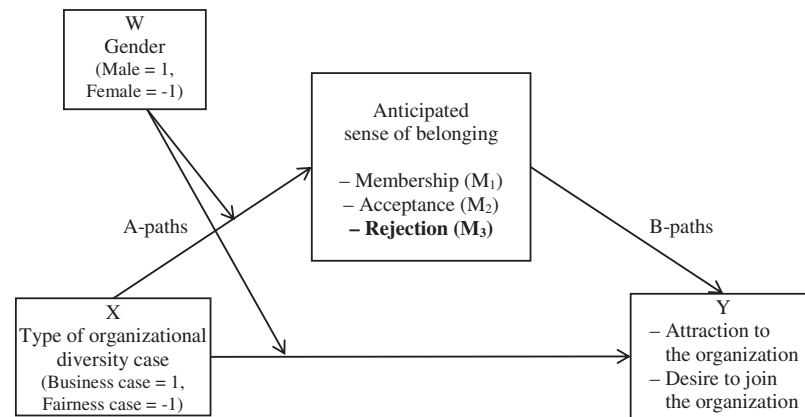 W
Gender
(Male = 1,
Female = -1)
Anticipated
sense of belonging
– Membership (M₁)
– Acceptance (M₂)
– Rejection (M₃)
A-paths
B-paths
X
Type of organizational
diversity case
(Business case = 1,
Fairness case = -1)
Y
– Attraction to
the organization
– Desire to join
the organization